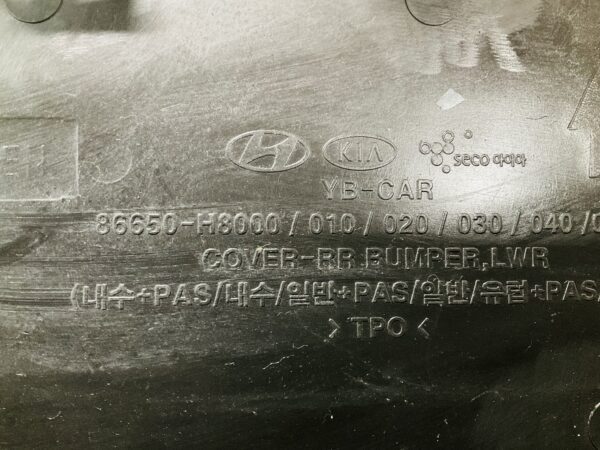 KIA seco 에코
YB-CAR
86650-H8000 / 010 / 020 / 030 / 040 /
COVER-RR.BUMPER,LWR
(내수+PAS/내수/일반+PAS/일반/유럽+PAS/
> TPO <